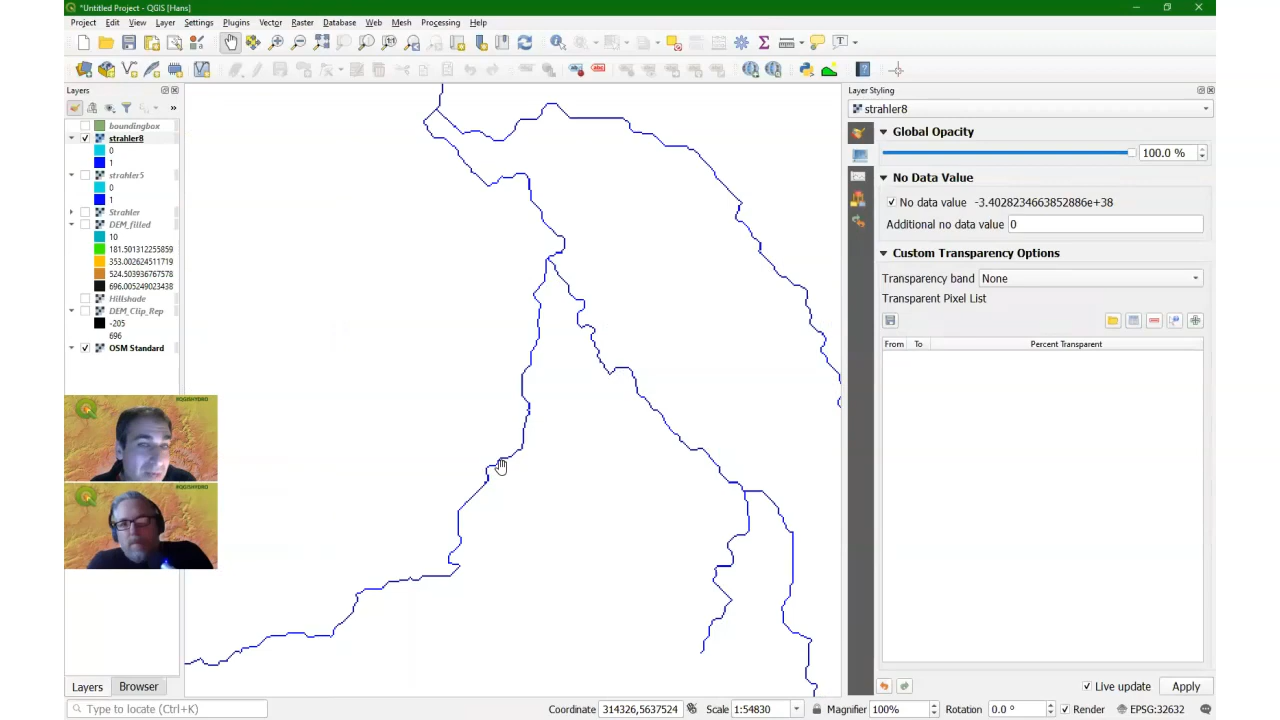 *Untitled Project - QGIS [Hans]
Project Edit View Layer Settings Plugins Vector Raster Database Web Mesh Processing Help
Layers
boundingbox
strahler8
0
1
strahler5
0
1
Strahler
DEM_filled
10
181.501312255859
353.002624511719
524.503936767578
696.005249023438
Hillshade
DEM_Clip_Rep
-205
696
OSM Standard
#QGISHYDRO
#QGISHYDRO
Layers Browser
Type to locate (Ctrl+K)
Layer Styling
strahler8
Global Opacity
100.0 %
No Data Value
No data value -3.4028234663852886e+38
Additional no data value 0
Custom Transparency Options
Transparency band None
Transparent Pixel List
From To Percent Transparent
Live update Apply
Coordinate 314326,5637524 Scale 1:54830 Magnifier 100% Rotation 0.0 ° Render EPSG:32632